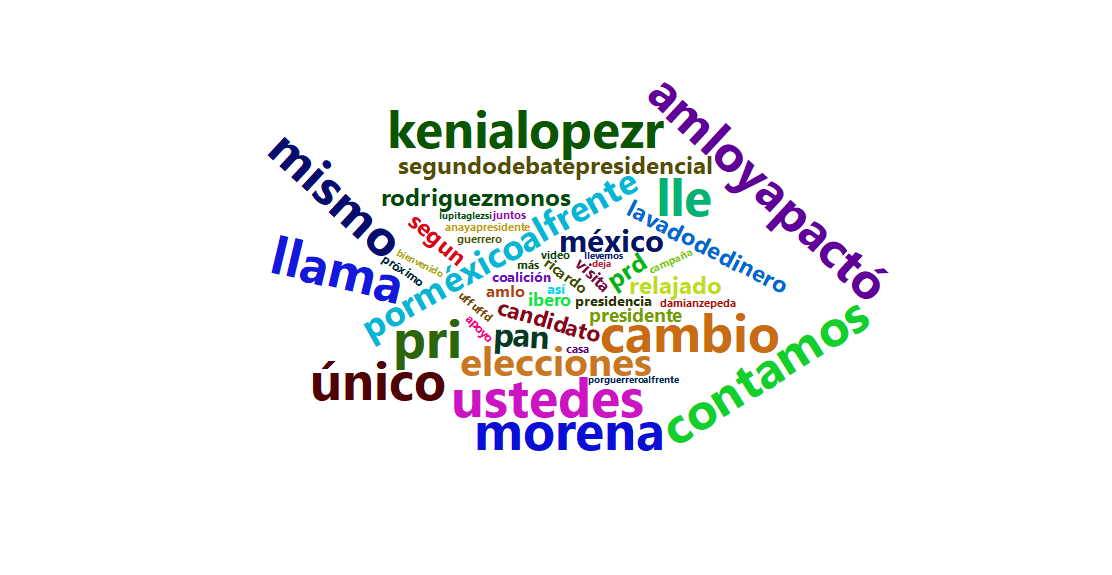 amloyapactó
kenialopezr
mismo
segundodebatepresidencial
lle
rodriguezmonos
porméxicoalfrente
lavadodedinero
lupitaglezsi
juntos
anayapresidente
segun
guerrero
méxico
llama
bienvenido
próximo
video
llevemos
más
ricardo
visita
deja
prd
campaña
coalición
relajado
amlo
así
ibero
presidencia
damianzepeda
uffuffd
candidato
presidente
apoyo
pri
pan
cambio
contamos
casa
elecciones
único
porguerreroalfrente
ustedes
morena